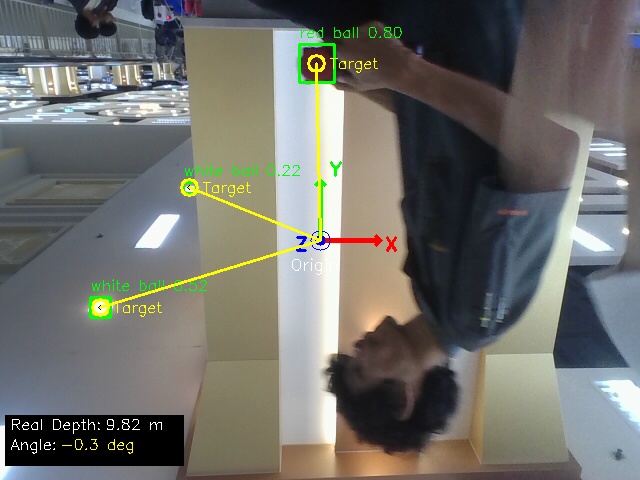 red ball 0.80
Target
white ball 0.22
Target
Y
Z
X
Origin
white ball 0.52
Target
Real Depth: 9.82 m
Angle: −0.3 deg